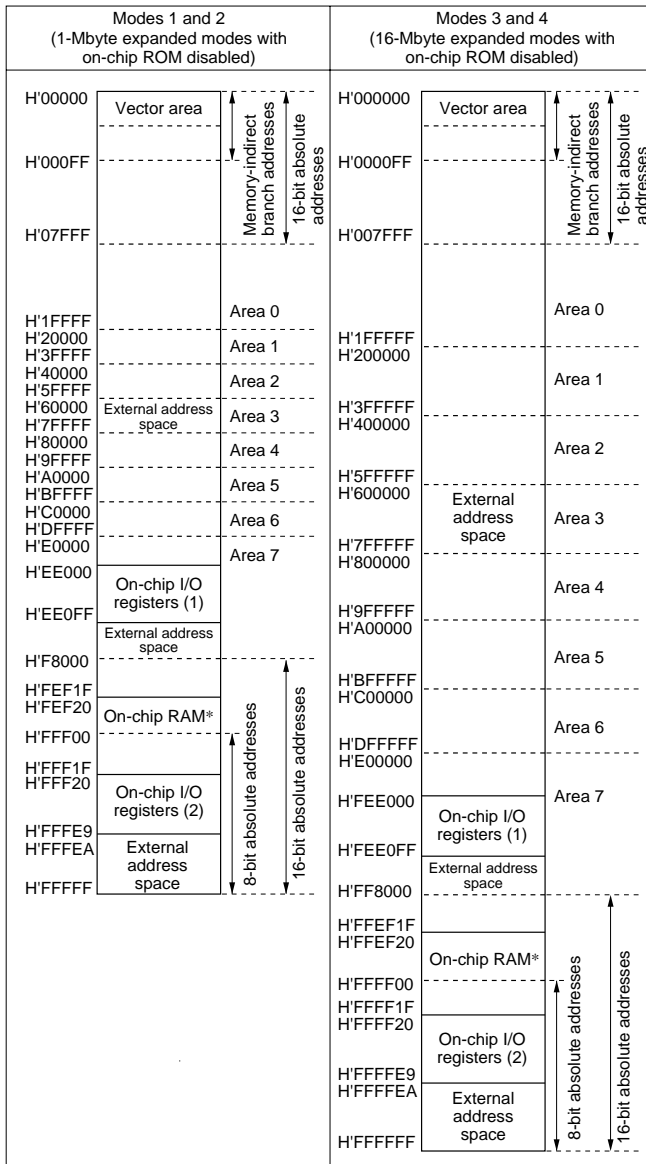 Modes 1 and 2
(1-Mbyte expanded modes with
on-chip ROM disabled)
H'00000
Vector area
H'000FF
H'07FFF
Memory-indirect
branch addresses
16-bit absolute
addresses
H'1FFFF
H'20000
H'3FFFF
H'40000
H'5FFFF
H'60000
H'7FFFF
H'80000
H'9FFFF
H'A0000
H'BFFFF
H'C0000
H'DFFFF
H'E0000
External address
space
Area 0
Area 1
Area 2
Area 3
Area 4
Area 5
Area 6
Area 7
H'EE000
On-chip I/O
registers (1)
H'EE0FF
External address
space
H'F8000
H'FEF1F
H'FEF20
On-chip RAM*
H'FFF00
H'FFF1F
H'FFF20
On-chip I/O
registers (2)
H'FFFE9
H'FFFEA
External
address
space
H'FFFFF
8-bit absolute addresses
16-bit absolute addresses
Modes 3 and 4
(16-Mbyte expanded modes with
on-chip ROM disabled)
H'000000
Vector area
H'0000FF
H'007FFF
Memory-indirect
branch addresses
16-bit absolute
addresses
H'1FFFFF
H'200000
H'3FFFFF
H'400000
H'5FFFFF
H'600000
H'7FFFFF
H'800000
H'9FFFFF
H'A00000
H'BFFFFF
H'C00000
H'DFFFFF
H'E00000
External
address
space
Area 0
Area 1
Area 2
Area 3
Area 4
Area 5
Area 6
Area 7
H'FEE000
On-chip I/O
registers (1)
H'FEE0FF
External address
space
H'FF8000
H'FFEF1F
H'FFEF20
On-chip RAM*
H'FFFF00
H'FFFF1F
H'FFFF20
On-chip I/O
registers (2)
H'FFFFE9
H'FFFFEA
External
address
space
H'FFFFFF
8-bit absolute addresses
16-bit absolute addresses